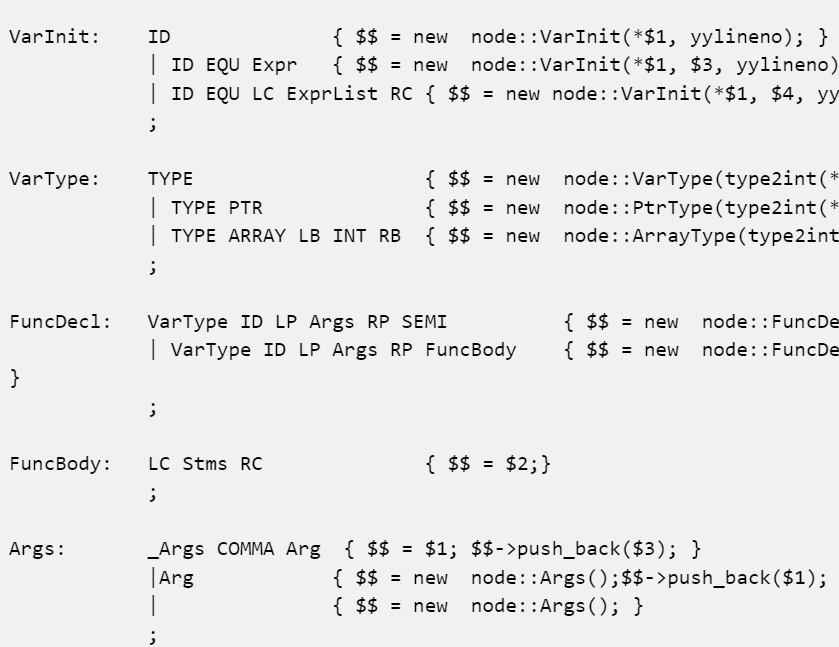 VarInit:    ID              { $$ = new  node::VarInit(*$1, yylineno); }
            | ID EQU Expr   { $$ = new  node::VarInit(*$1, $3, yylineno)
            | ID EQU LC ExprList RC { $$ = new node::VarInit(*$1, $4, yy
            ;
VarType:    TYPE                    { $$ = new  node::VarType(type2int(*
            | TYPE PTR              { $$ = new  node::PtrType(type2int(*
            | TYPE ARRAY LB INT RB  { $$ = new  node::ArrayType(type2int
            ;
FuncDecl:   VarType ID LP Args RP SEMI          { $$ = new  node::FuncDe
            | VarType ID LP Args RP FuncBody    { $$ = new  node::FuncDe
}
            ;
FuncBody:   LC Stms RC              { $$ = $2;}
            ;
Args:       _Args COMMA Arg  { $$ = $1; $$->push_back($3); }
            |Arg            { $$ = new  node::Args();$$->push_back($1);
            |               { $$ = new  node::Args(); }
            ;